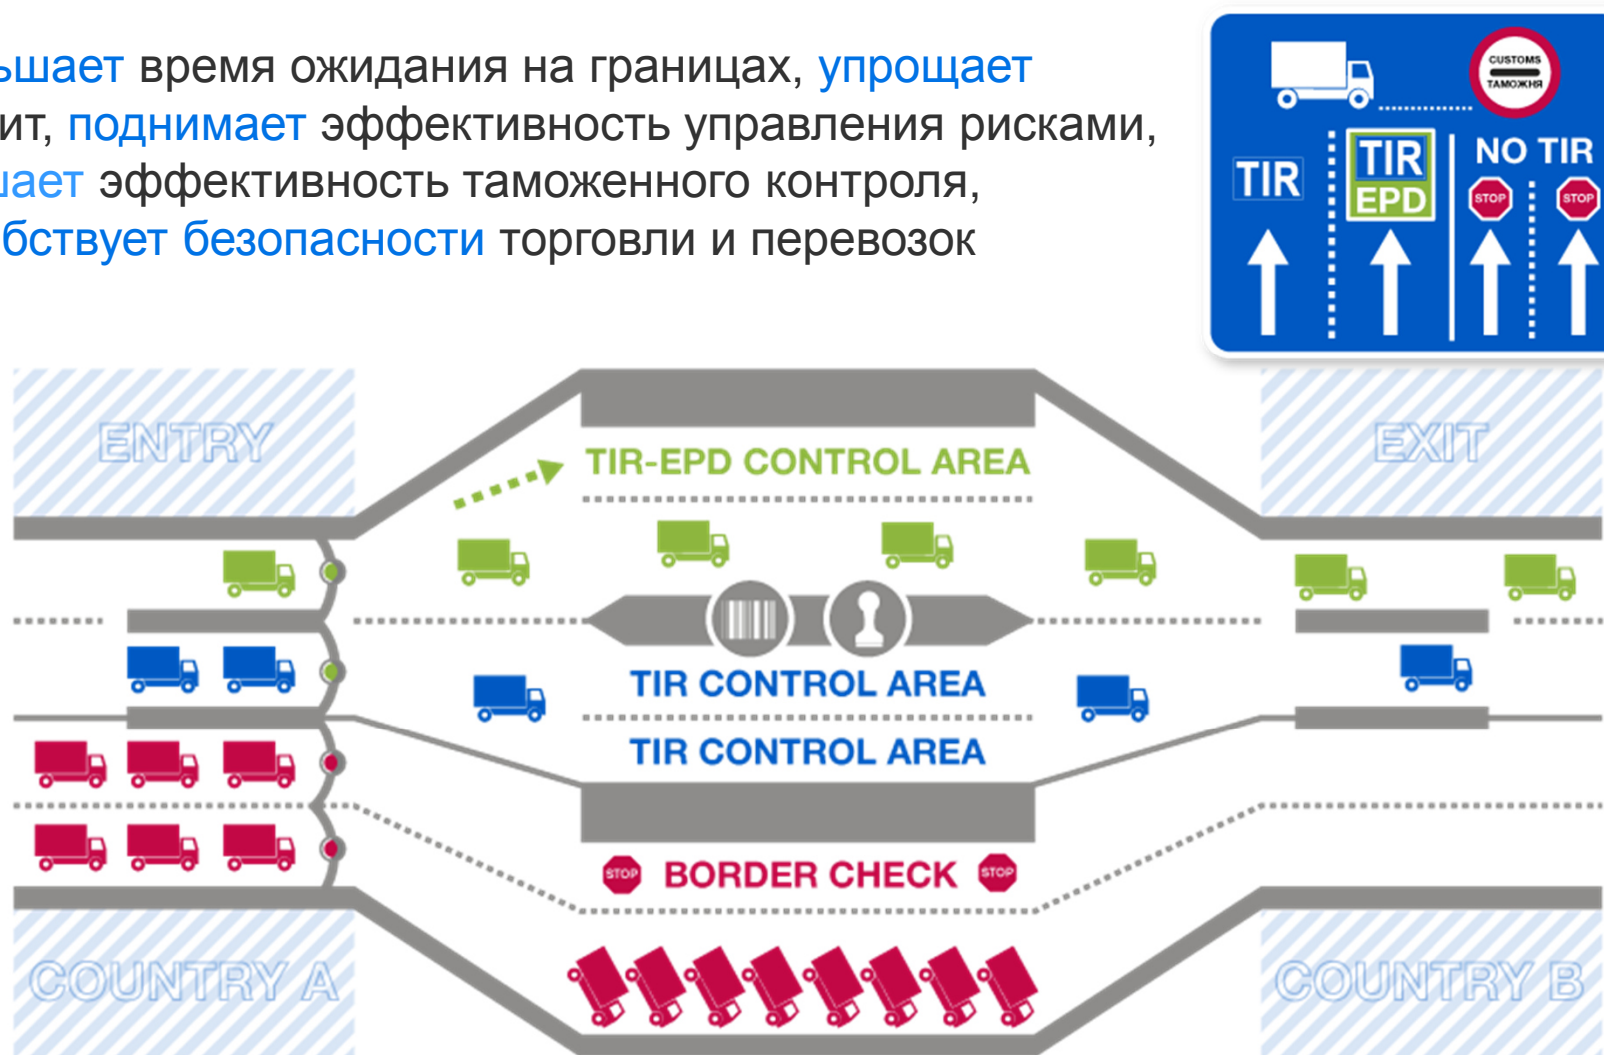 ьшает время ожидания на границах, упрощает
ит, поднимает эффективность управления рисками,
шает эффективность таможенного контроля,
бствует безопасности торговли и перевозок
CUSTOMS
ТАМОЖНЯ
TIR
TIR
EPD
NO TIR
STOP
STOP
ENTRY
TIR-EPD CONTROL AREA
EXIT
TIR CONTROL AREA
TIR CONTROL AREA
STOP BORDER CHECK STOP
COUNTRY A
COUNTRY B